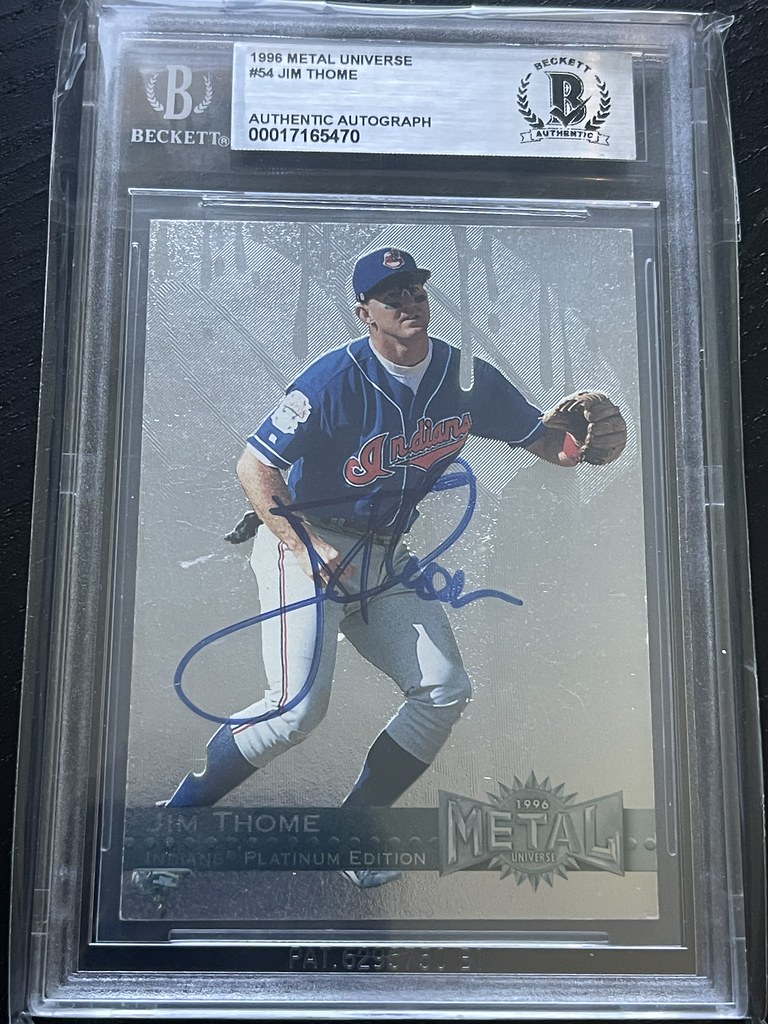 1996 METAL UNIVERSE
#54 JIM THOME
AUTHENTIC AUTOGRAPH
00017165470
B
BECKETT®
BECKETT
B
AUTHENTIC
Indians
JIM THOME
INDIANS® PLATINUM EDITION
1996
METAL
UNIVERSE